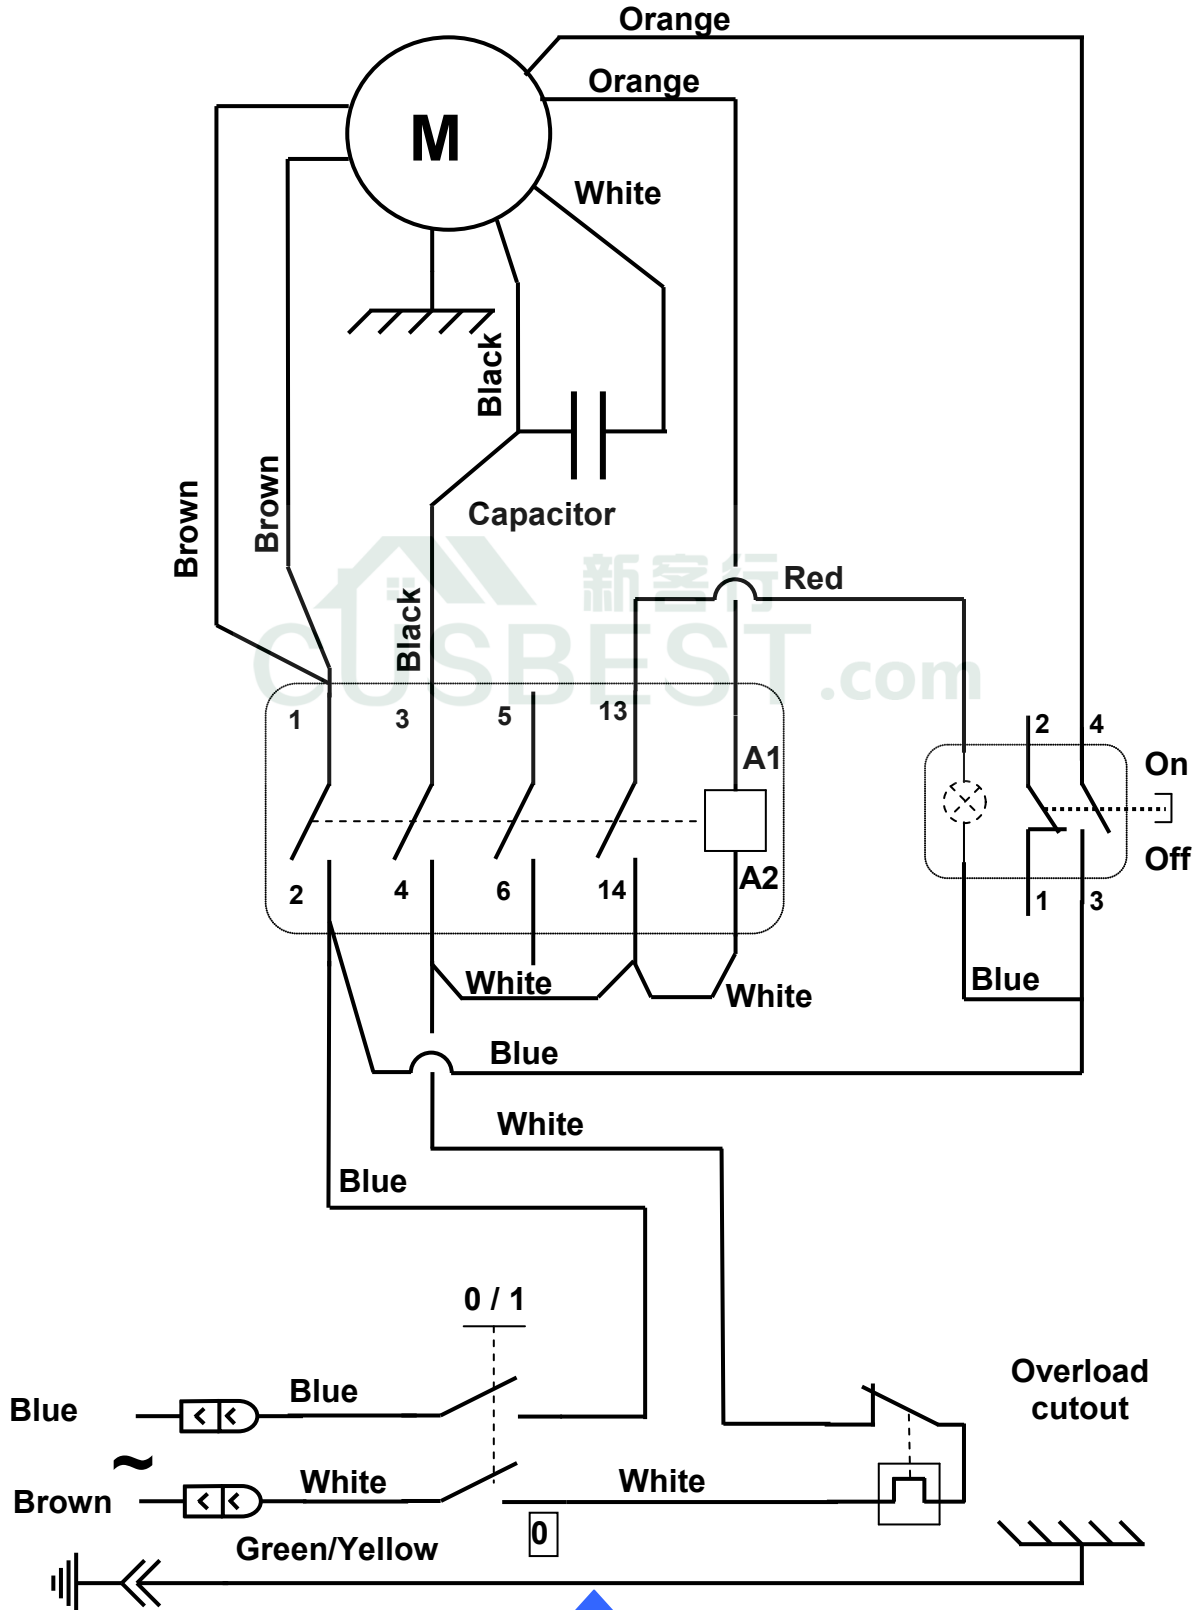 Orange
Orange
M
White
Black
Brown
Brown
Capacitor
新客行
Red
Black
CUSBEST.com
1
3
5
13
2
4
A1
On
Off
2
4
6
14
A2
1
3
White
White
Blue
Blue
White
Blue
0 / 1
Overload
cutout
Blue
Blue
~
White
White
Brown
0
Green/Yellow